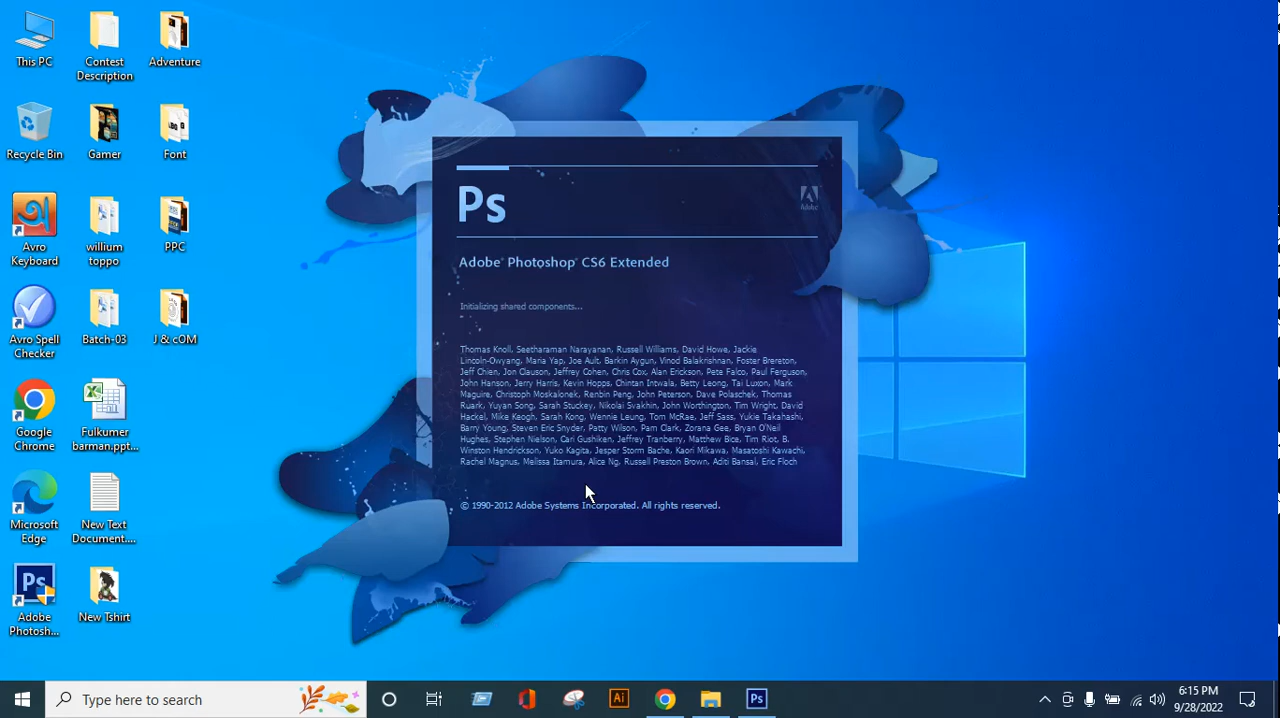 This PC
Contest
Description
Adventure
Recycle Bin
Gamer
Font
Avro
Keyboard
willium
toppo
PPC
Avro Spell
Checker
Batch-03
J & cOM
Google
Chrome
Fulkumer
barman.ppt...
Microsoft
Edge
New Text
Document....
Adobe
Photosh...
New Tshirt
Ps
Adobe
Adobe® Photoshop® CS6 Extended
Initializing shared components...
Thomas Knoll, Seetharaman Narayanan, Russell Williams, David Howe, Jackie
Lincoln-Owyang, Maria Yap, Joe Ault, Barkin Aygun, Vinod Balakrishnan, Foster Brereton,
Jeff Chien, Jon Clauson, Jeffrey Cohen, Chris Cox, Alan Erickson, Pete Falco, Paul Ferguson,
John Hanson, Jerry Harris, Kevin Hopps, Chintan Intwala, Betty Leong, Tai Luxon, Mark
Maguire, Christoph Moskalonek, Renbin Peng, John Peterson, Dave Polaschek, Thomas
Ruark, Yuyan Song, Sarah Stuckey, Nikolai Svakhin, John Worthington, Tim Wright, David
Hackel, Mike Keogh, Sarah Kong, Wennie Leung, Tom McRae, Jeff Sass, Yukie Takahashi,
Barry Young, Steven Eric Snyder, Patty Wilson, Pam Clark, Zorana Gee, Bryan O'Neil
Hughes, Stephen Nielson, Cari Gushiken, Jeffrey Tranberry, Matthew Bice, Tim Riot, B.
Winston Hendrickson, Yuko Kagita, Jesper Storm Bache, Kaori Mikawa, Masatoshi Kawachi,
Rachel Magnus, Melissa Itamura, Alice Ng, Russell Preston Brown, Aditi Bansal, Eric Floch
© 1990-2012 Adobe Systems Incorporated. All rights reserved.
Type here to search
Ai
Ps
6:15 PM
9/28/2022